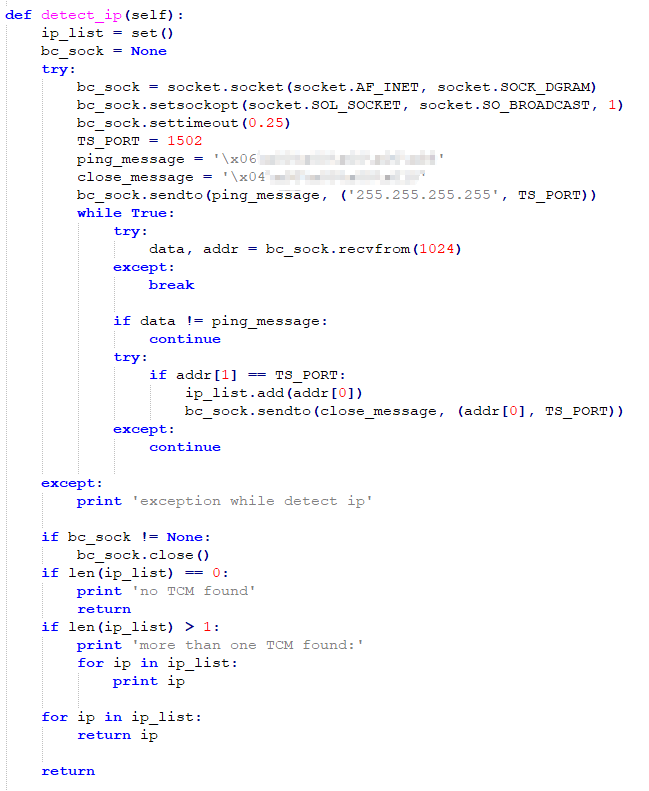 def detect_ip(self):
    ip_list = set()
    bc_sock = None
    try:
        bc_sock = socket.socket(socket.AF_INET, socket.SOCK_DGRAM)
        bc_sock.setsockopt(socket.SOL_SOCKET, socket.SO_BROADCAST, 1)
        bc_sock.settimeout(0.25)
        TS_PORT = 1502
        ping_message = '\x06 '
        close_message = '\x04 '
        bc_sock.sendto(ping_message, ('255.255.255.255', TS_PORT))
        while True:
            try:
                data, addr = bc_sock.recvfrom(1024)
            except:
                break
            if data != ping_message:
                continue
            try:
                if addr[1] == TS_PORT:
                    ip_list.add(addr[0])
                    bc_sock.sendto(close_message, (addr[0], TS_PORT))
            except:
                continue
    except:
        print 'exception while detect ip'
    if bc_sock != None:
        bc_sock.close()
    if len(ip_list) == 0:
        print 'no TCM found'
        return
    if len(ip_list) > 1:
        print 'more than one TCM found:'
        for ip in ip_list:
            print ip
    for ip in ip_list:
        return ip
    return